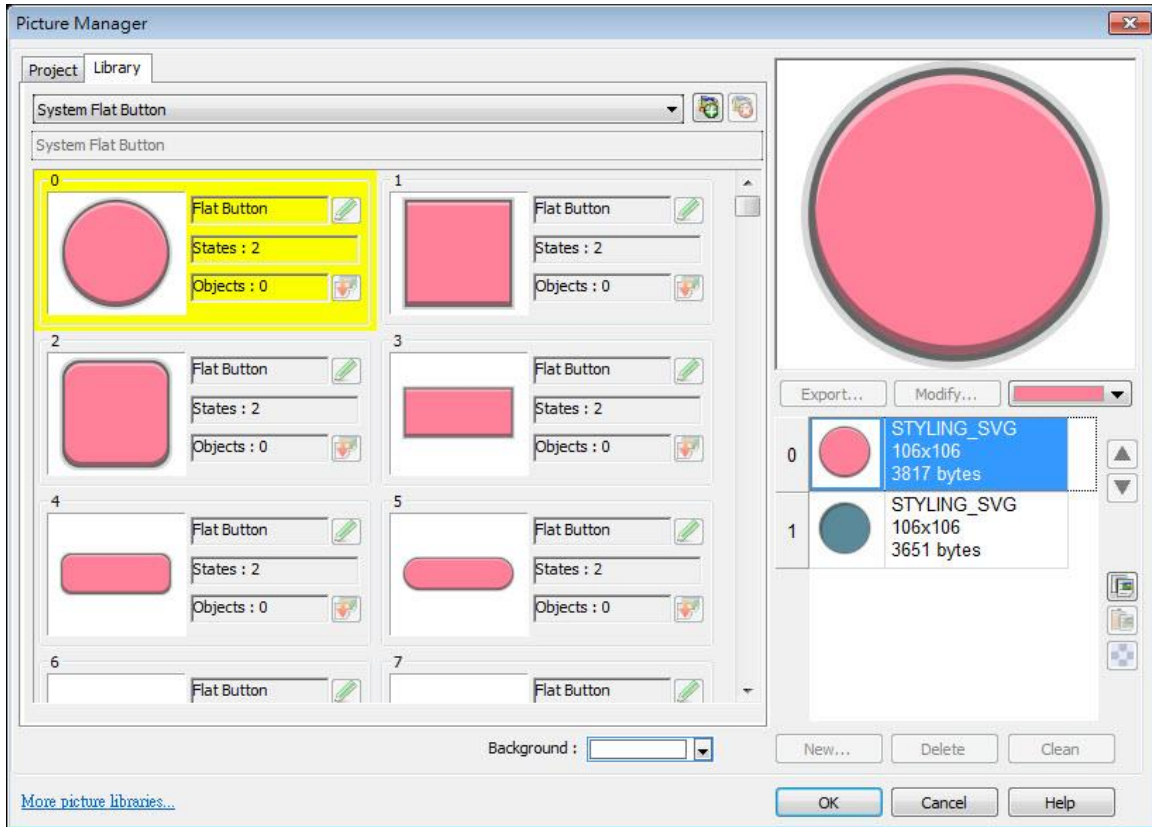 Picture Manager
Project
Library
System Flat Button
System Flat Button
0
Flat Button
States : 2
Objects : 0
1
Flat Button
States : 2
Objects : 0
2
Flat Button
States : 2
Objects : 0
3
Flat Button
States : 2
Objects : 0
4
Flat Button
States : 2
Objects : 0
5
Flat Button
States : 2
Objects : 0
6
Flat Button
7
Flat Button
Background :
Export...
Modify...
0
STYLING_SVG
106x106
3817 bytes
1
STYLING_SVG
106x106
3651 bytes
New...
Delete
Clean
More picture libraries...
OK
Cancel
Help